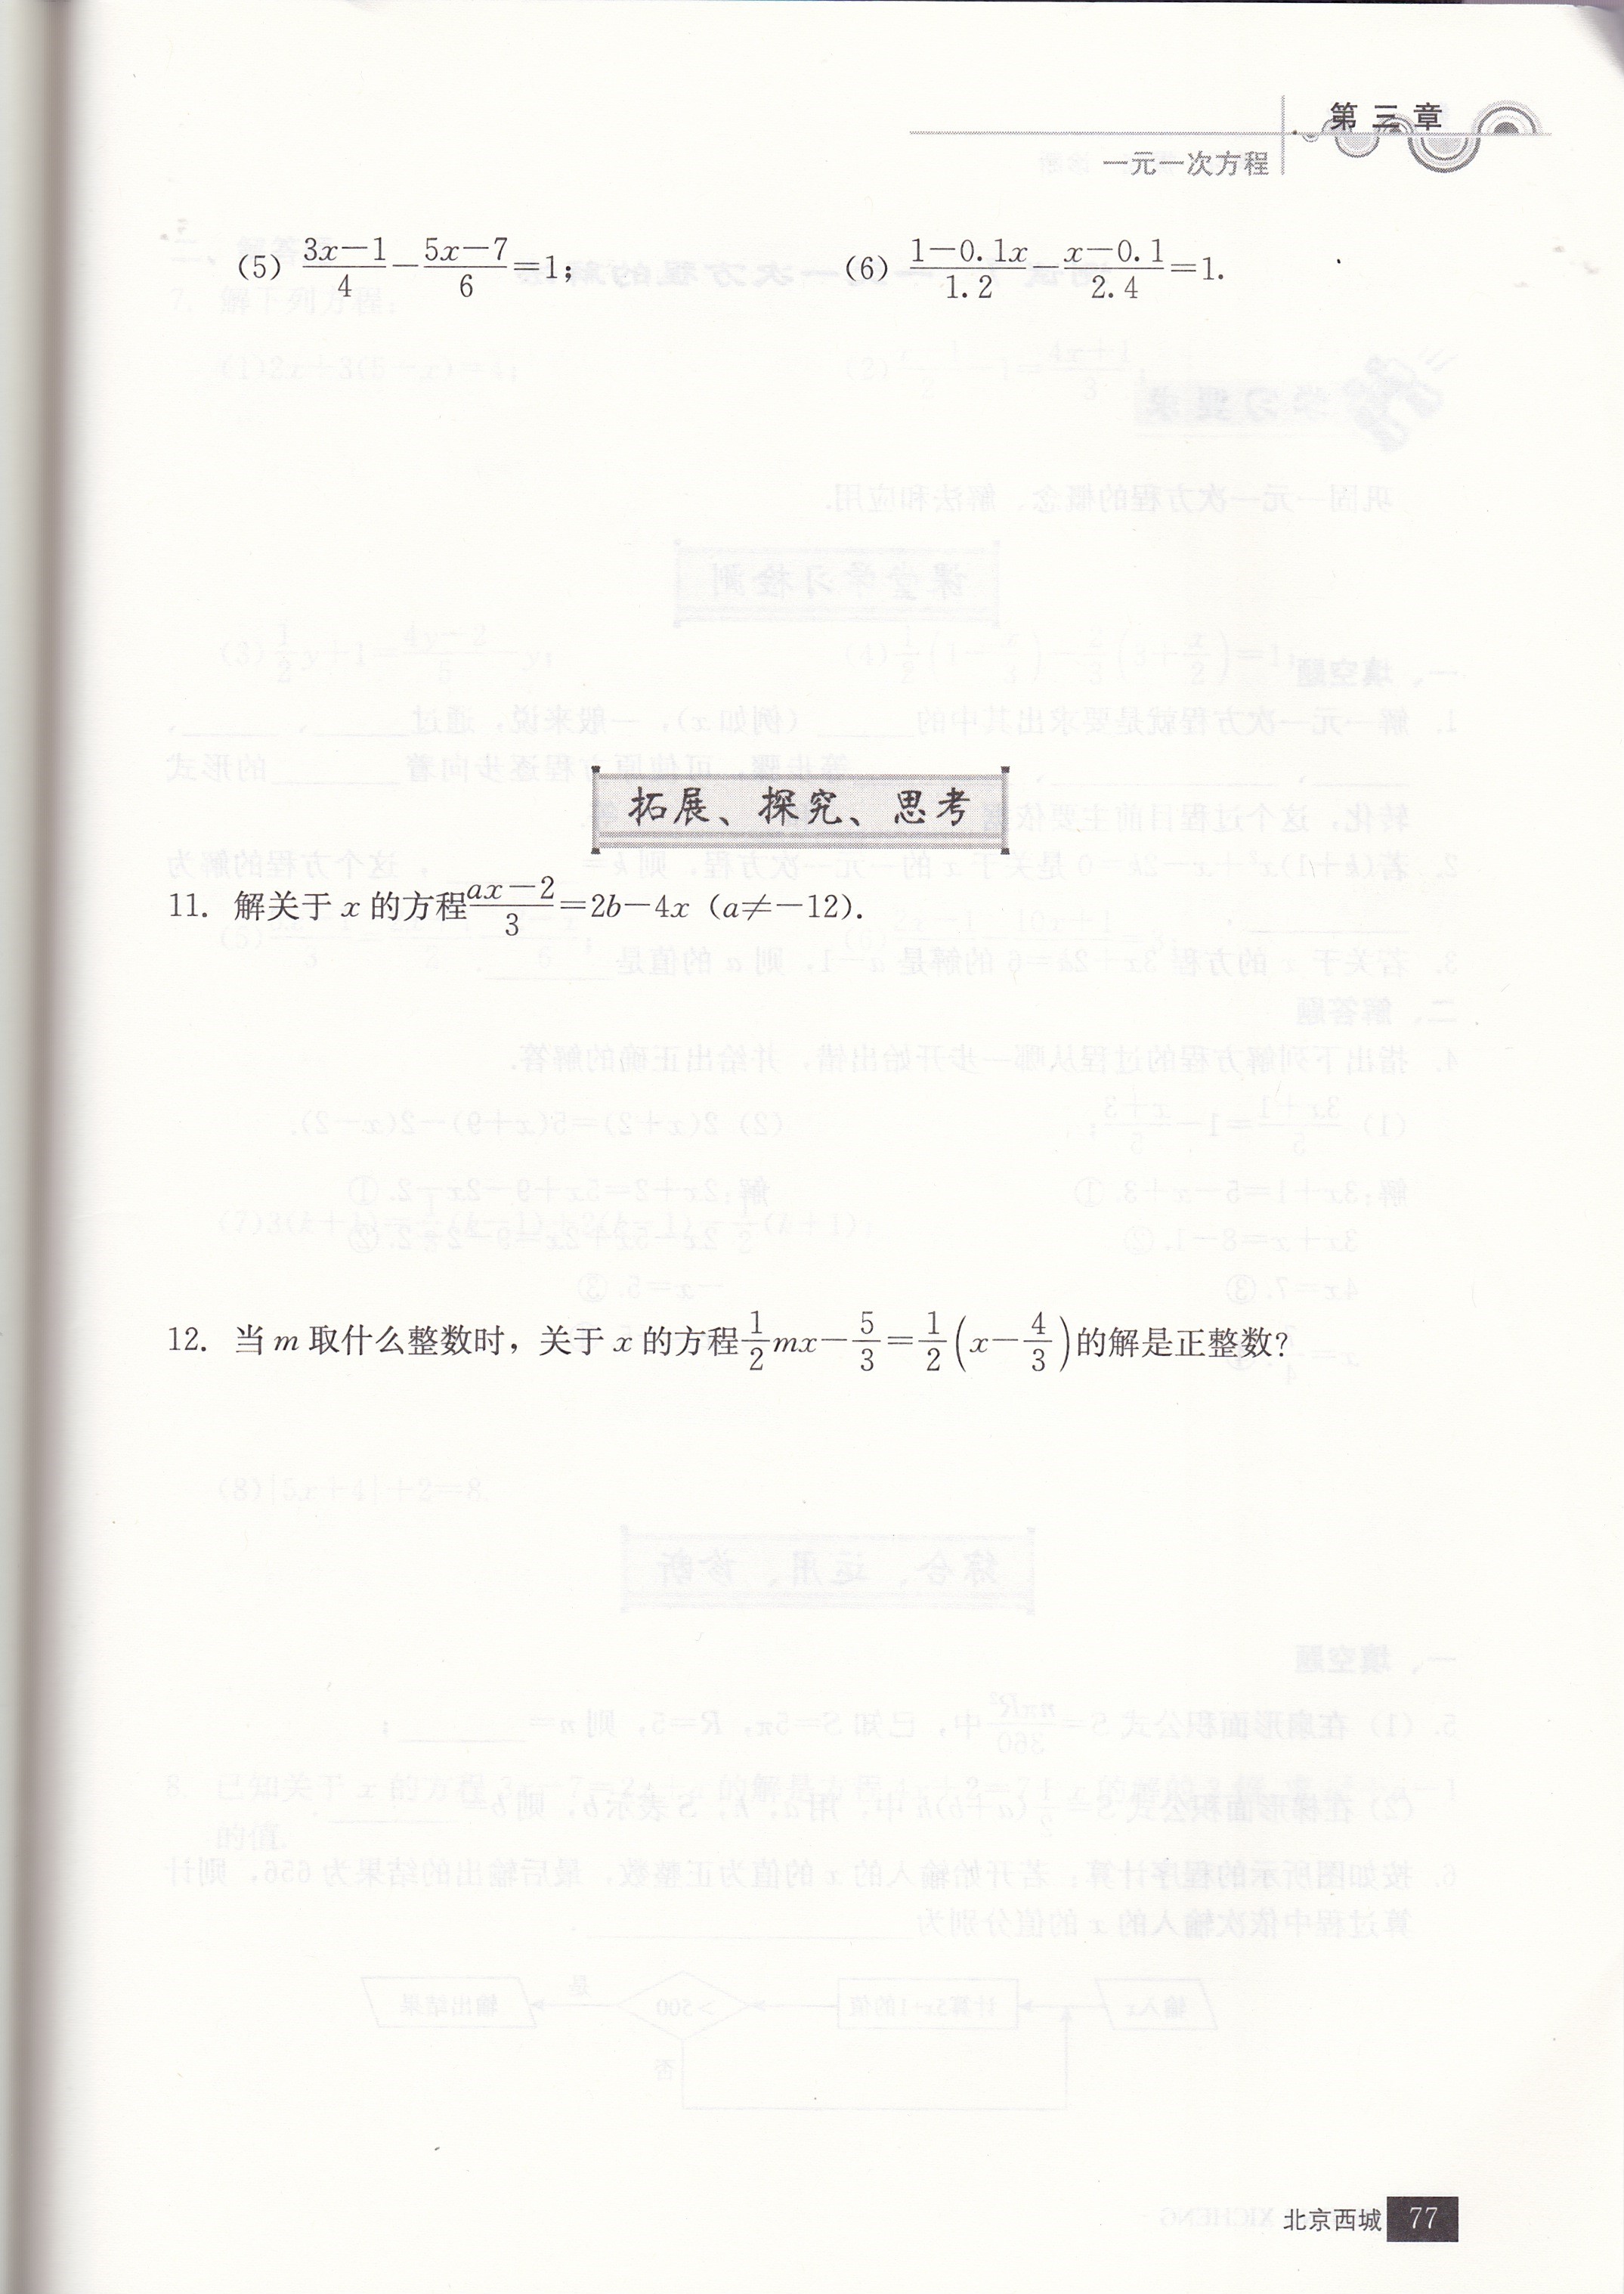 第三章
一元一次方程
(5) \frac{3x-1}{4}-\frac{5x-7}{6}=1; (6) \frac{1-0.1x}{1.2}-\frac{x-0.1}{2.4}=1.
拓展、探究、思考
11. 解关于 x 的方程\frac{ax-2}{3}=2b-4x (a≠-12).
12. 当 m 取什么整数时，关于 x 的方程\frac{1}{2}mx-\frac{5}{3}=\frac{1}{2}(x-\frac{4}{3})的解是正整数？
北京西城 77